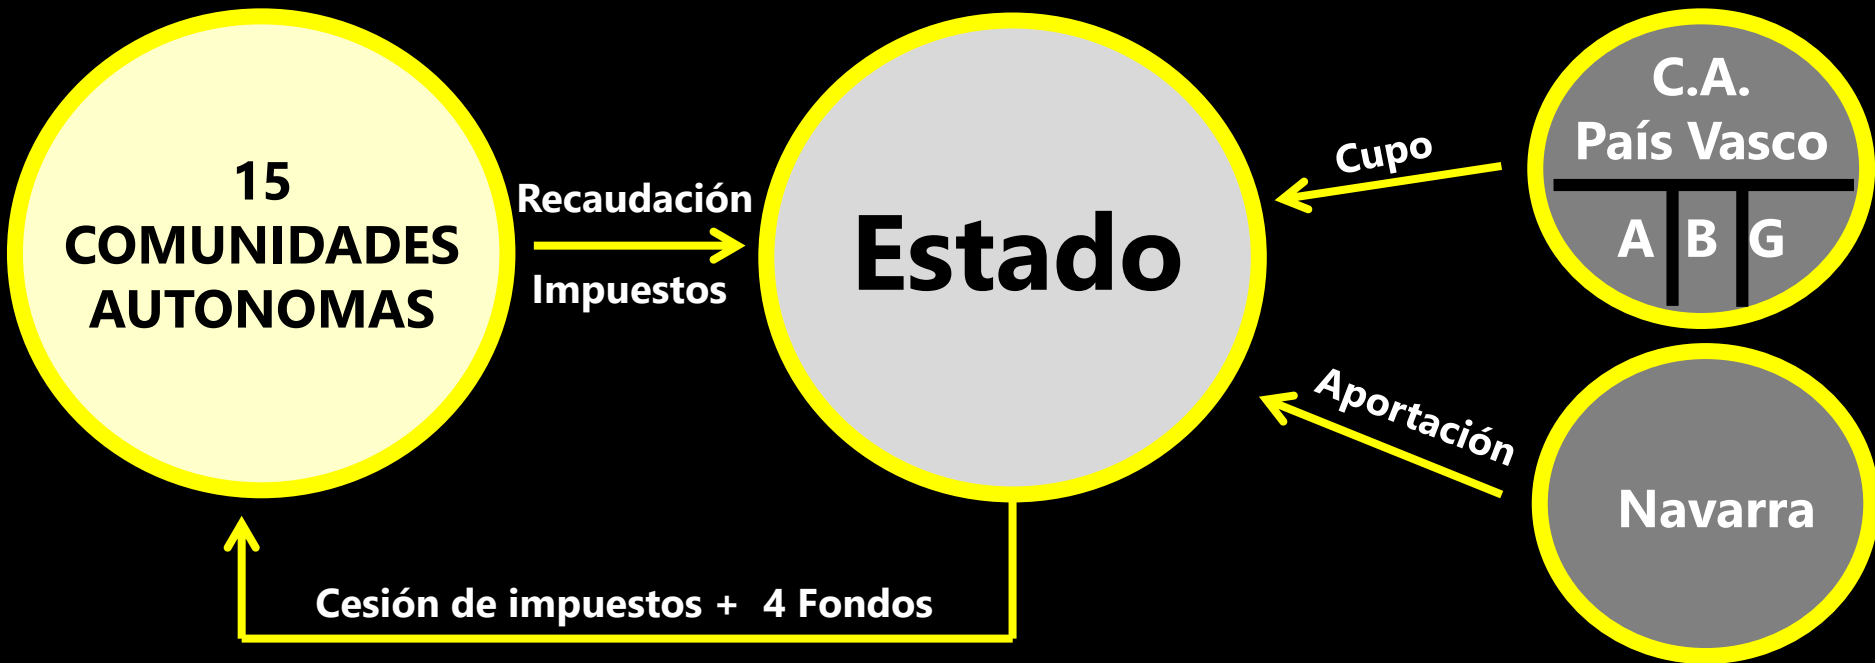 15
COMUNIDADES
AUTONOMAS
Recaudación
Impuestos
Estado
Cupo
C.A.
País Vasco
A B G
Aportación
Navarra
Cesión de impuestos + 4 Fondos